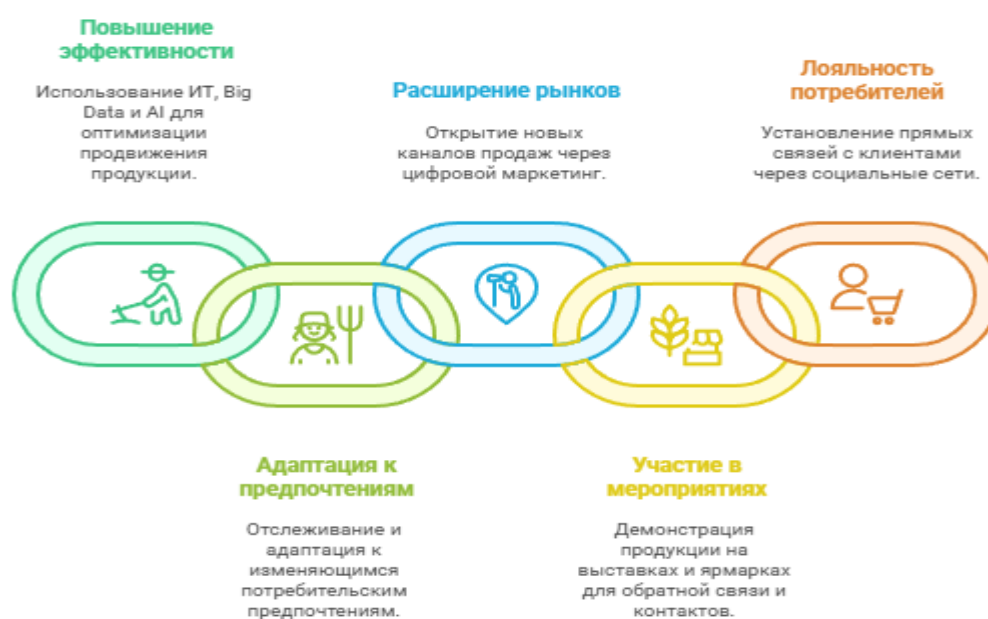 Повышение
эффективности
Использование ИТ, Big
Data и AI для
оптимизации
продвижения
продукции.
Адаптация к
предпочтениям
Отслеживание и
адаптация к
изменяющимся
потребительским
предпочтениям.
Расширение рынков
Открытие новых
каналов продаж через
цифровой маркетинг.
Участие в
мероприятиях
Демонстрация
продукции на
выставках и ярмарках
для обратной связи и
контактов.
Лояльность
потребителей
Установление прямых
связей с клиентами
через социальные сети.